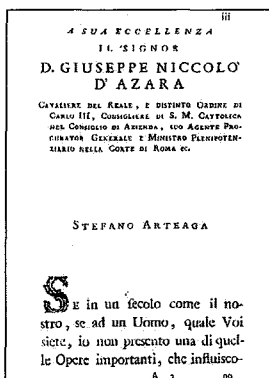 iii
A SUA ECCELLENZA
IL SIGNOR
D. GIUSEPPE NICCOLO'
D' AZARA
CAVALIERE DEL REALE, E DISTINTO ORDINE DI
CARLO III, CONSIGLIERE DI S. M. CATTOLICA
NEL CONSIGLIO DI AZIENDA, SUO AGENTE PRO-
CURATOR GENERALE E MINISTRO PLENIPOTEN-
ZIARIO NELLA CORTE DI ROMA ec.
STEFANO ARTEAGA
SE in un secolo come il no-
stro, se ad un Uomo, quale Voi
siete, io non presento una di quel-
le Opere importanti, che influisco-
A 2 no